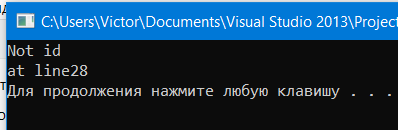 C:\Users\Victor\Documents\Visual Studio 2013\Project
Not id
at line28
Для продолжения нажмите любую клавишу . . .